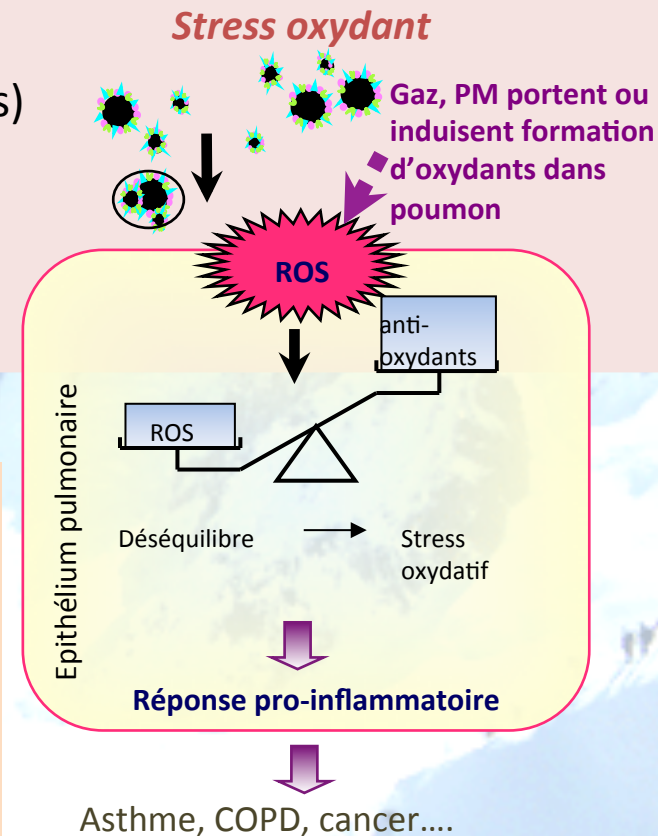 Stress oxydant
s)
Gaz, PM portent ou
induisent formation
d'oxydants dans
poumon
ROS
anti-
oxydants
ROS
Epithélium pulmonaire
Déséquilibre
Stress
oxydatif
Réponse pro-inflammatoire
Asthme, COPD, cancer....